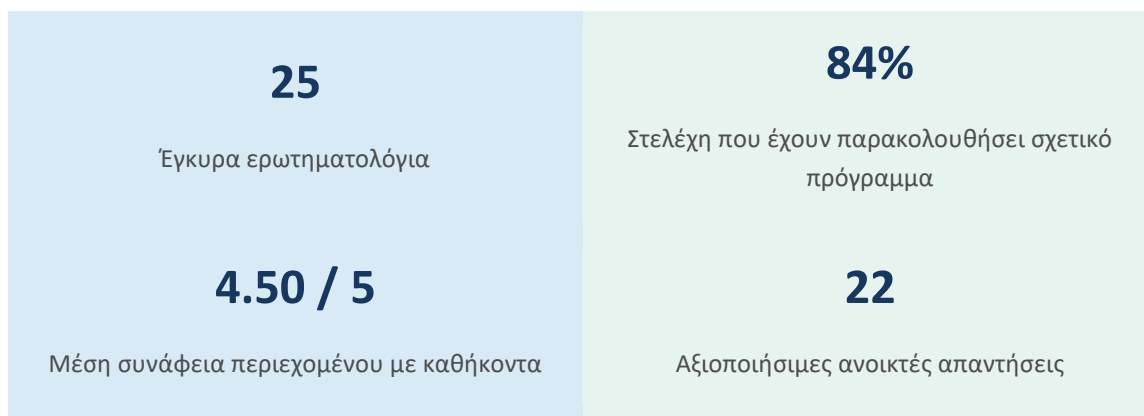 25
Έγκυρα ερωτηματολόγια
84%
Στελέχη που έχουν παρακολουθήσει σχετικό
πρόγραμμα
4.50 / 5
Μέση συνάφεια περιεχομένου με καθήκοντα
22
Αξιοποιήσιμες ανοικτές απαντήσεις